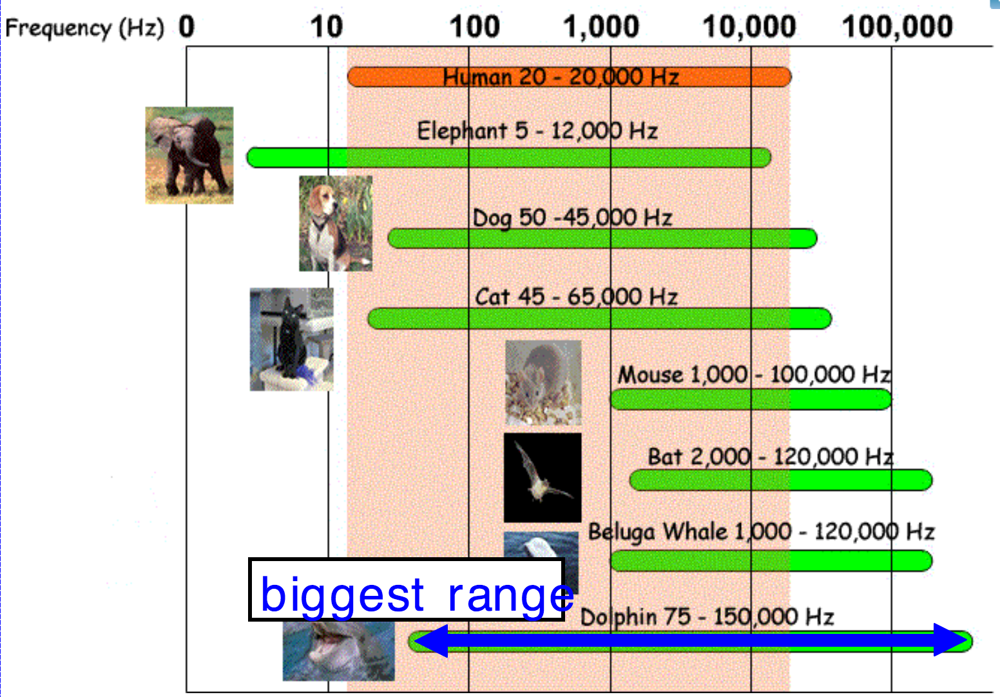 Frequency (Hz) 0 10 100 1,000 10,000 100,000
Human 20 - 20,000 Hz
Elephant 5 - 12,000 Hz
Dog 50 -45,000 Hz
Cat 45 - 65,000 Hz
Mouse 1,000 - 100,000 Hz
Bat 2,000 - 120,000 Hz
Beluga Whale 1,000 - 120,000 Hz
biggest range
Dolphin 75 - 150,000 Hz